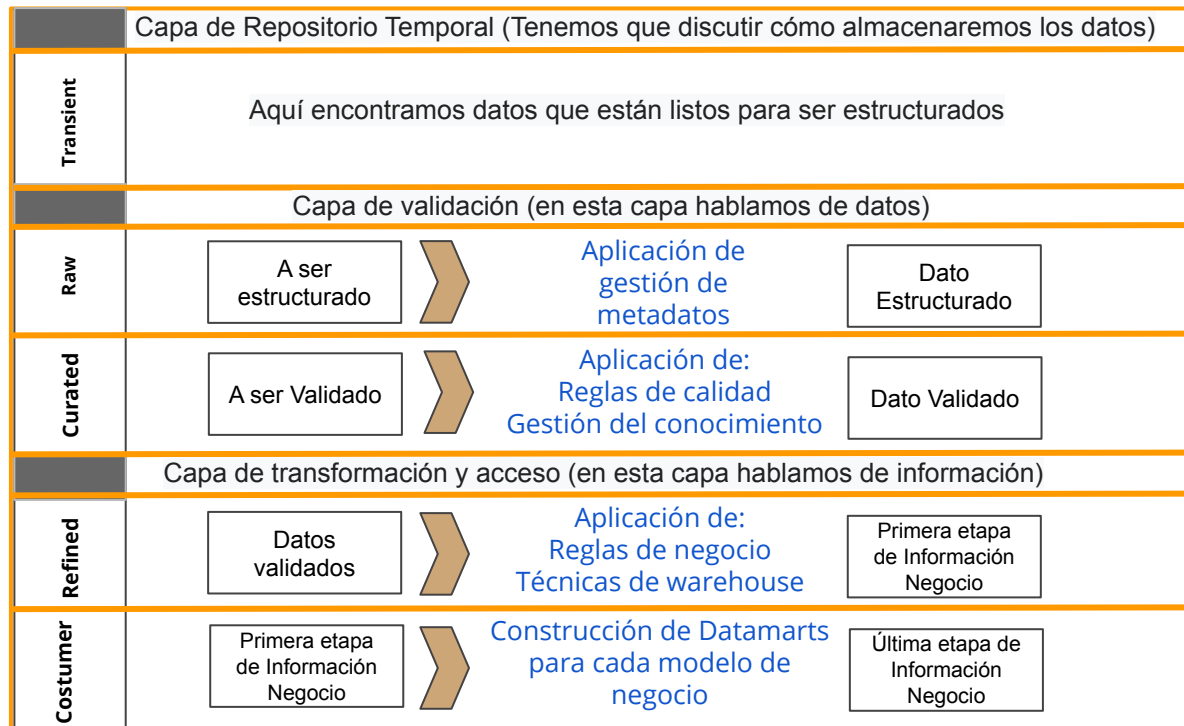 Capa de Repositorio Temporal (Tenemos que discutir cómo almacenaremos los datos)
Transient
Aquí encontramos datos que están listos para ser estructurados
Capa de validación (en esta capa hablamos de datos)
Raw
A ser
estructurado
Aplicación de
gestión de
metadatos
Dato
Estructurado
Curated
A ser Validado
Aplicación de:
Reglas de calidad
Gestión del conocimiento
Dato Validado
Capa de transformación y acceso (en esta capa hablamos de información)
Refined
Datos
validados
Aplicación de:
Reglas de negocio
Técnicas de warehouse
Primera etapa
de Información
Negocio
Costumer
Primera etapa
de Información
Negocio
Construcción de Datamarts
para cada modelo de
negocio
Última etapa de
Información
Negocio